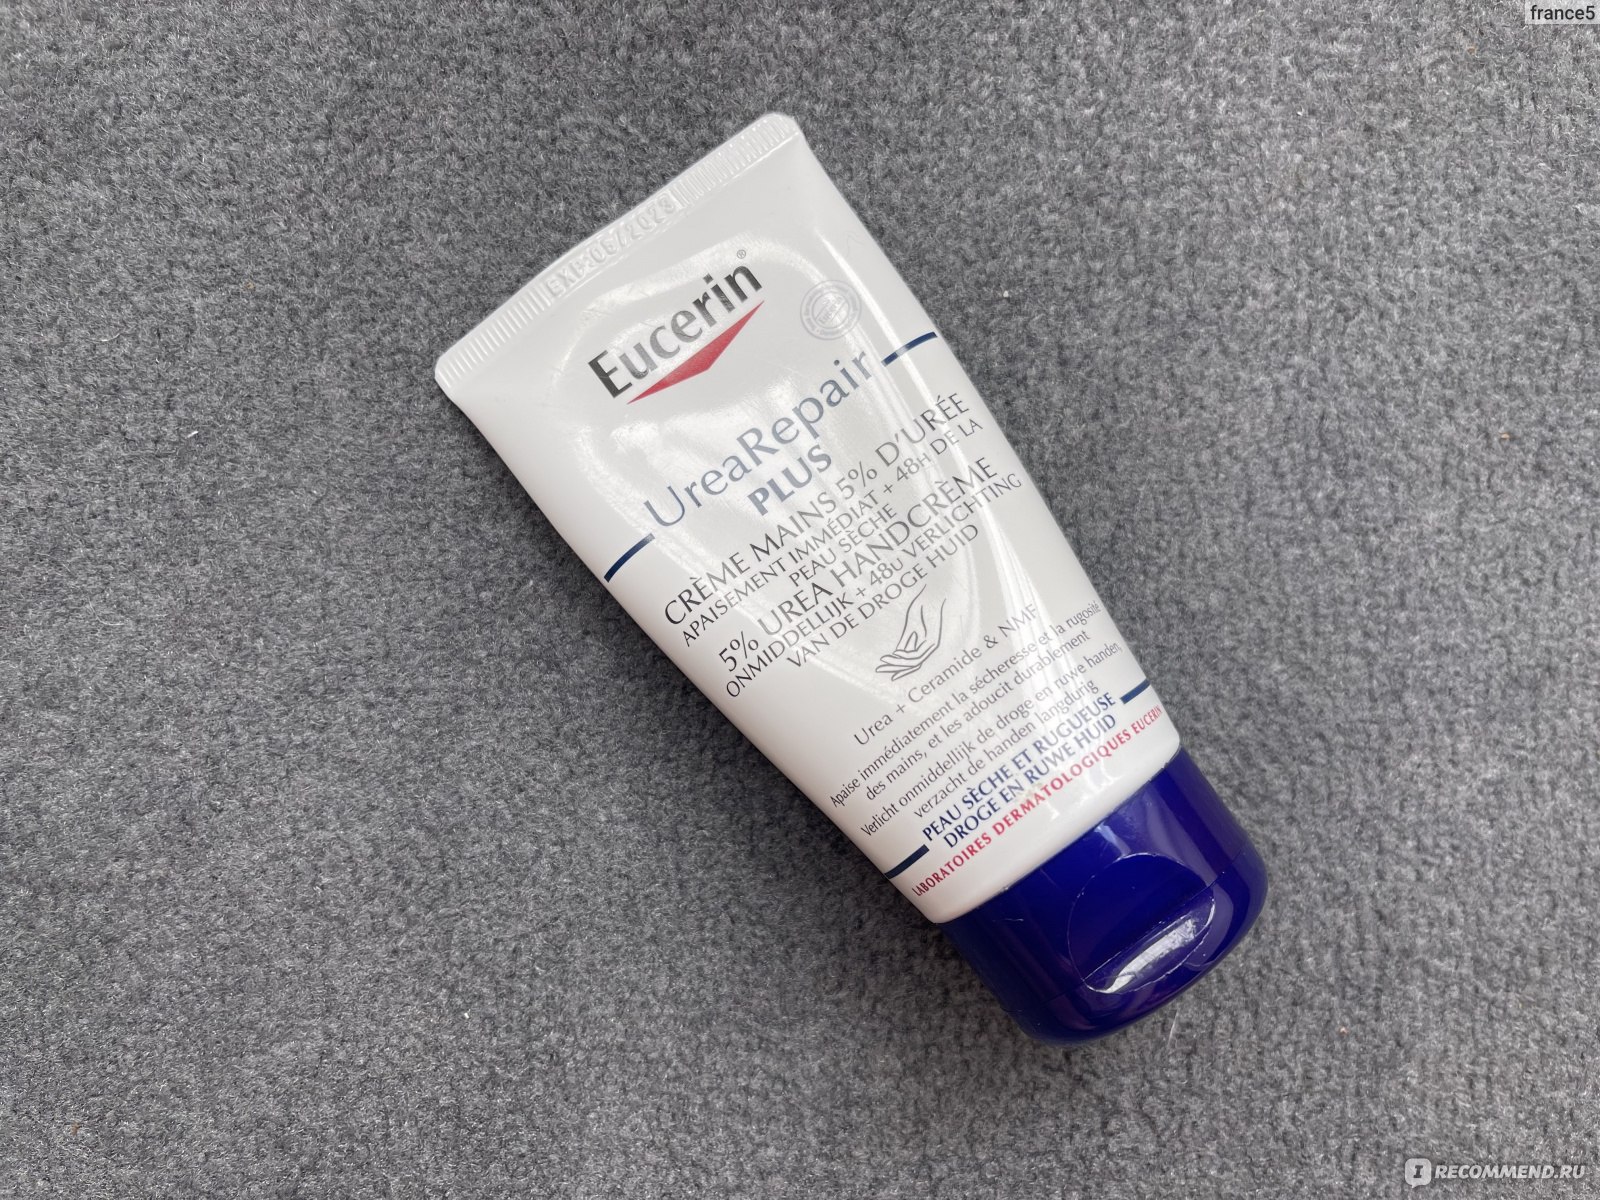 france5
EXP:05/2023
Eucerin®
UreaRepair
PLUS
CRÈME MAINS 5% D'URÉE
APAISEMENT IMMÉDIAT + 48H DE LA
PEAU SÈCHE
5% UREA HANDCRÈME
ONMIDDELLIJK + 48U VERLICHTING
VAN DE DROGE HUID
Urea + Ceramide & NMF
Apaise immédiatement la sécheresse et la rugosité
des mains, et les adoucit durablement
Verlicht onmiddellijk de droge en ruwe handen,
verzacht de handen langdurig
PEAU SÈCHE ET RUGUEUSE
DROGE EN RUWE HUID
LABORATOIRES DERMATOLOGIQUES EUCERIN
IRECOMMEND.RU